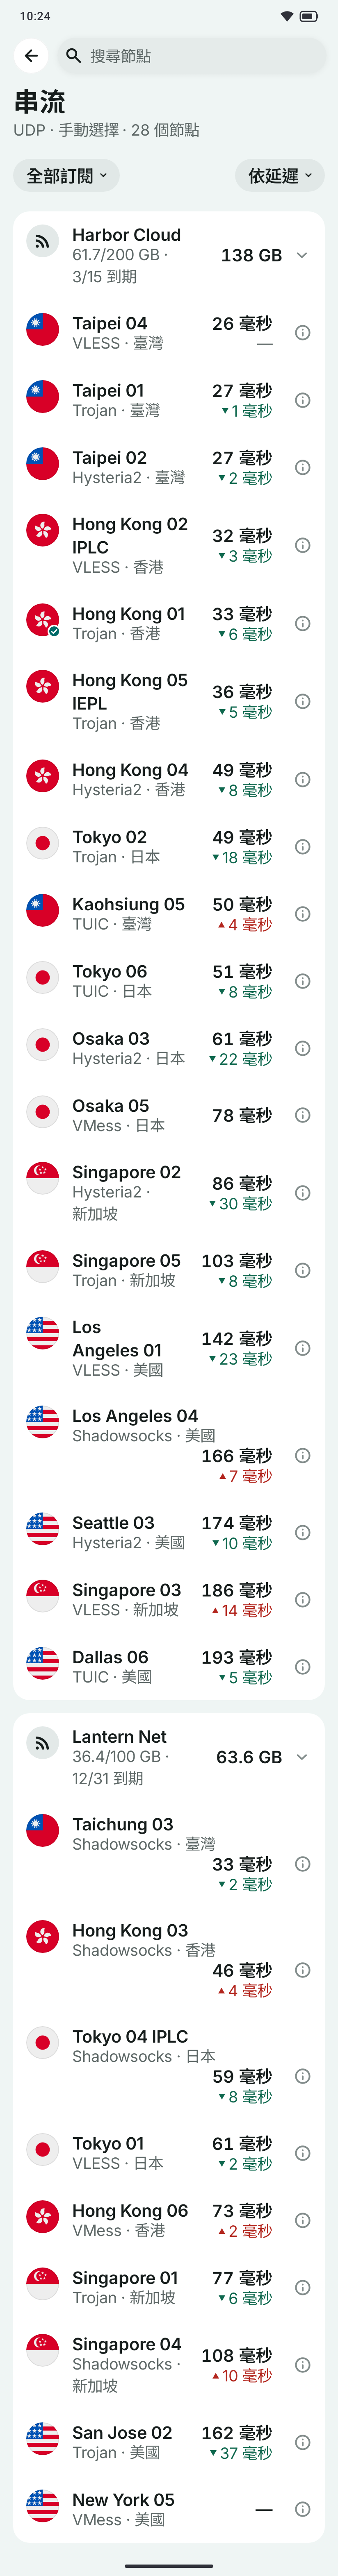 10:24
搜尋節點
串流
UDP · 手動選擇 · 28 個節點
全部訂閱
依延遲
Harbor Cloud
61.7/200 GB ·
3/15 到期
138 GB
Taipei 04
VLESS · 臺灣
26 毫秒
—
Taipei 01
Trojan · 臺灣
27 毫秒
▼1 毫秒
Taipei 02
Hysteria2 · 臺灣
27 毫秒
▼2 毫秒
Hong Kong 02
IPLC
VLESS · 香港
32 毫秒
▼3 毫秒
Hong Kong 01
Trojan · 香港
33 毫秒
▼6 毫秒
Hong Kong 05
IEPL
Trojan · 香港
36 毫秒
▼5 毫秒
Hong Kong 04
Hysteria2 · 香港
49 毫秒
▼8 毫秒
Tokyo 02
Trojan · 日本
49 毫秒
▼18 毫秒
Kaohsiung 05
TUIC · 臺灣
50 毫秒
▲4 毫秒
Tokyo 06
TUIC · 日本
51 毫秒
▼8 毫秒
Osaka 03
Hysteria2 · 日本
61 毫秒
▼22 毫秒
Osaka 05
VMess · 日本
78 毫秒
Singapore 02
Hysteria2 ·
新加坡
86 毫秒
▼30 毫秒
Singapore 05
Trojan · 新加坡
103 毫秒
▼8 毫秒
Los
Angeles 01
VLESS · 美國
142 毫秒
▼23 毫秒
Los Angeles 04
Shadowsocks · 美國
166 毫秒
▲7 毫秒
Seattle 03
Hysteria2 · 美國
174 毫秒
▼10 毫秒
Singapore 03
VLESS · 新加坡
186 毫秒
▲14 毫秒
Dallas 06
TUIC · 美國
193 毫秒
▼5 毫秒
Lantern Net
36.4/100 GB ·
12/31 到期
63.6 GB
Taichung 03
Shadowsocks · 臺灣
33 毫秒
▼2 毫秒
Hong Kong 03
Shadowsocks · 香港
46 毫秒
▲4 毫秒
Tokyo 04 IPLC
Shadowsocks · 日本
59 毫秒
▼8 毫秒
Tokyo 01
VLESS · 日本
61 毫秒
▼2 毫秒
Hong Kong 06
VMess · 香港
73 毫秒
▲2 毫秒
Singapore 01
Trojan · 新加坡
77 毫秒
▼6 毫秒
Singapore 04
Shadowsocks ·
新加坡
108 毫秒
▲10 毫秒
San Jose 02
Trojan · 美國
162 毫秒
▼37 毫秒
New York 05
VMess · 美國
—